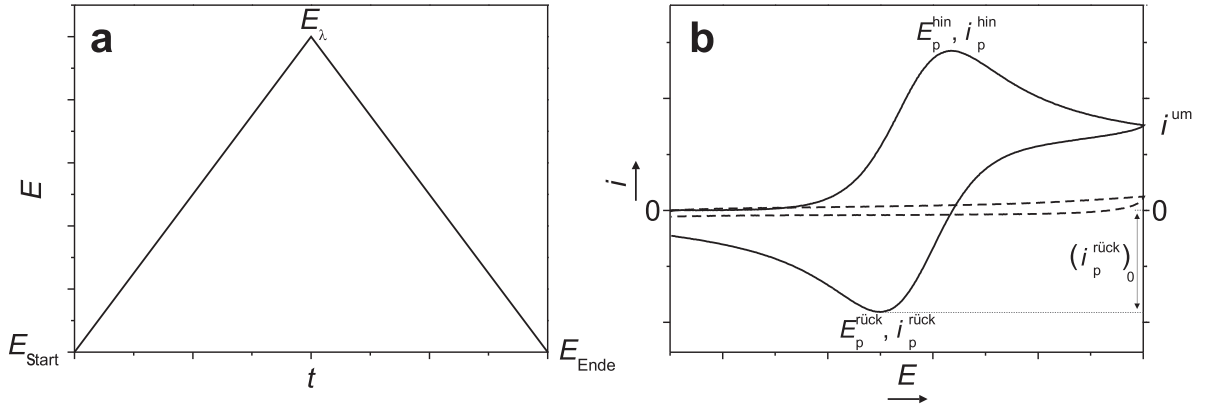 a
E_λ
E
E_Start
t
E_Ende
b
E_p^hin, i_p^hin
i^um
i
0
0
(i_p^rück)_0
E_p^rück, i_p^rück
E